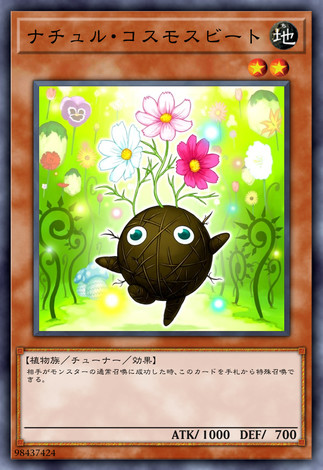 ナチュル・コスモスビート
地
【植物族／チューナー／効果】
相手がモンスターの通常召喚に成功した時、このカードを手札から特殊召喚で
きる。
ATK/ 1000 DEF/ 700
98437424